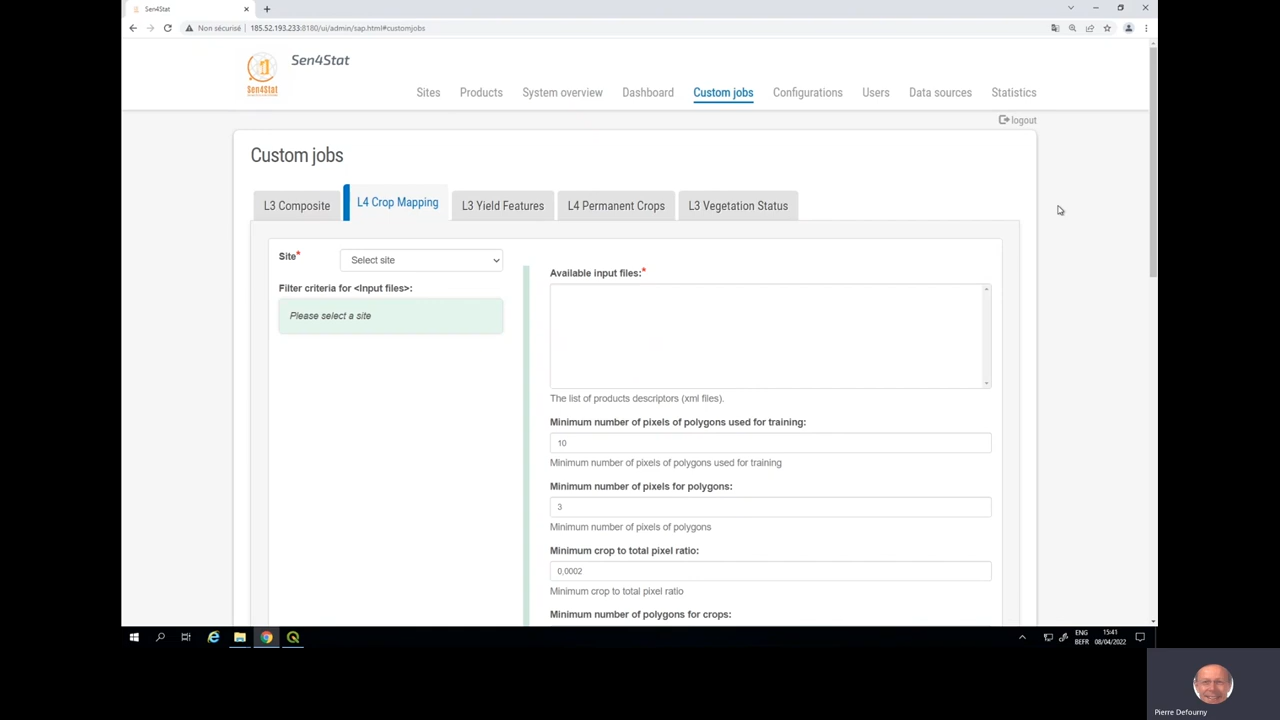 Sen4Stat
Non sécurisé 185.52.193.233:8180/ui/admin/sap.html#customjobs
Sen4Stat
Sen4Stat
Sites Products System overview Dashboard Custom jobs Configurations Users Data sources Statistics
logout
Custom jobs
L3 Composite L4 Crop Mapping L3 Yield Features L4 Permanent Crops L3 Vegetation Status
Site* Select site
Filter criteria for <Input files>:
Please select a site
Available input files:*
The list of products descriptors (xml files).
Minimum number of pixels of polygons used for training:
10
Minimum number of pixels of polygons used for training
Minimum number of pixels for polygons:
3
Minimum number of pixels of polygons
Minimum crop to total pixel ratio:
0,0002
Minimum crop to total pixel ratio
Minimum number of polygons for crops:
ENG 15:41
BEFR 08/04/2022
Pierre Defourny